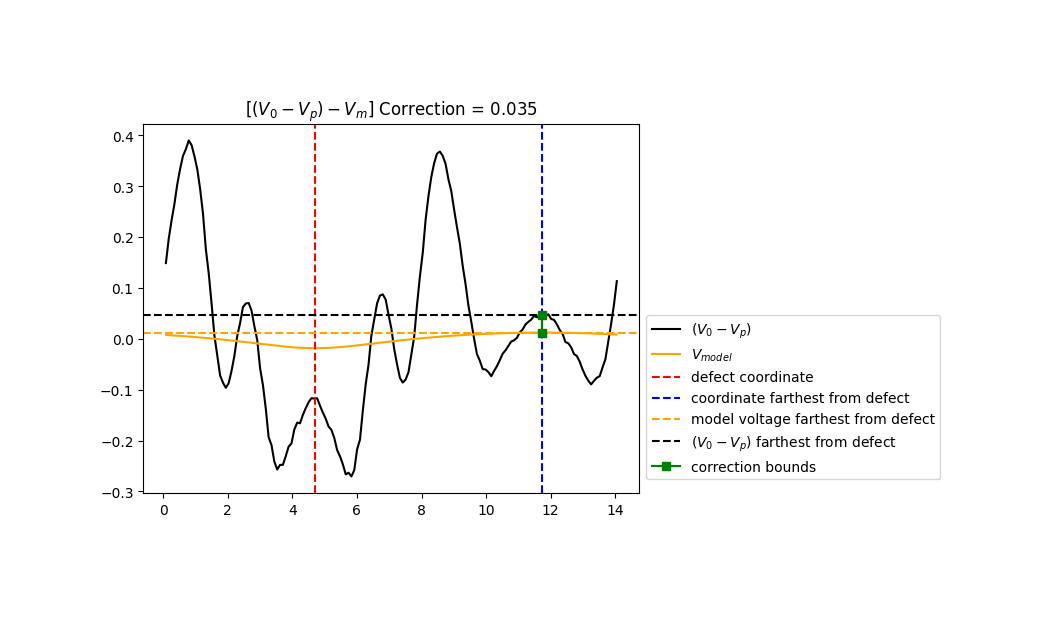 [(V₀ − Vₚ) − Vₘ] Correction = 0.035
0.4
0.3
0.2
0.1
0.0
−0.1
−0.2
−0.3
0 2 4 6 8 10 12 14
(V₀ − Vₚ)
V_model
defect coordinate
coordinate farthest from defect
model voltage farthest from defect
(V₀ − Vₚ) farthest from defect
correction bounds